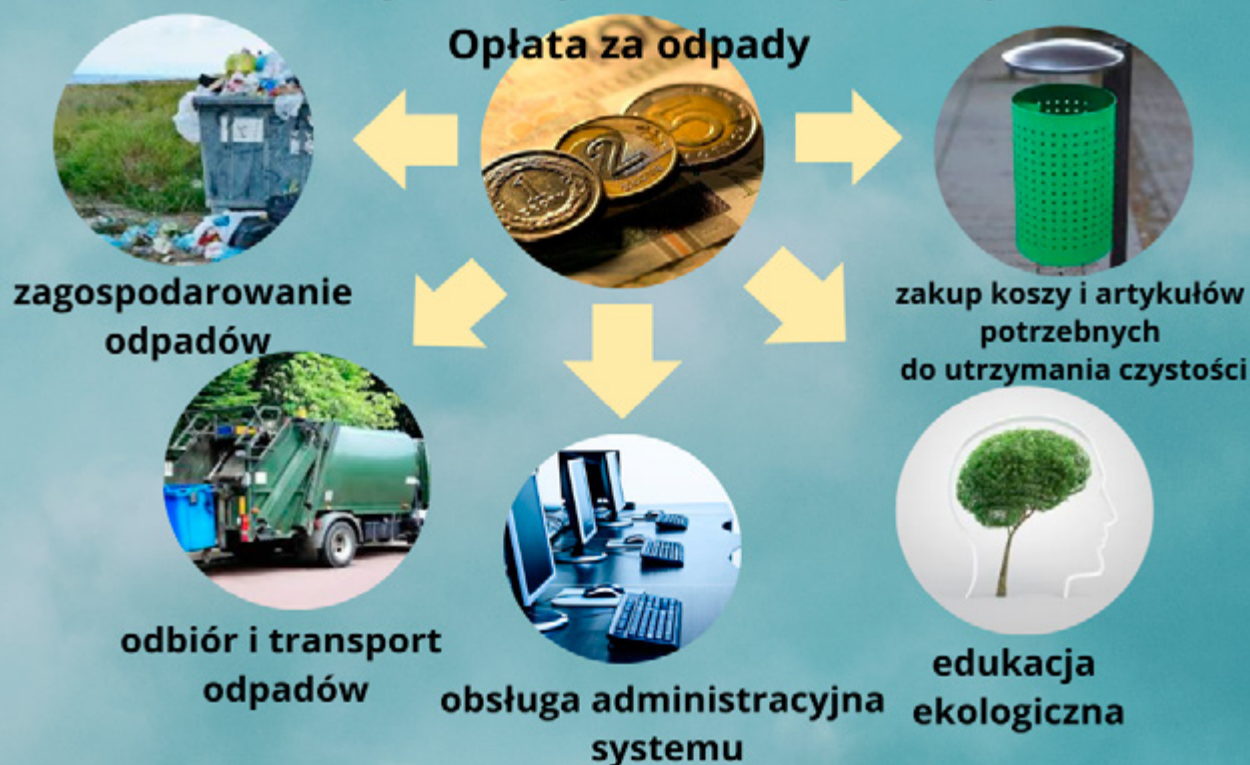 Opłata za odpady
zagospodarowanie
odpadów
zakup koszy i artykułów
potrzebnych
do utrzymania czystości
odbiór i transport
odpadów
obsługa administracyjna
systemu
edukacja
ekologiczna